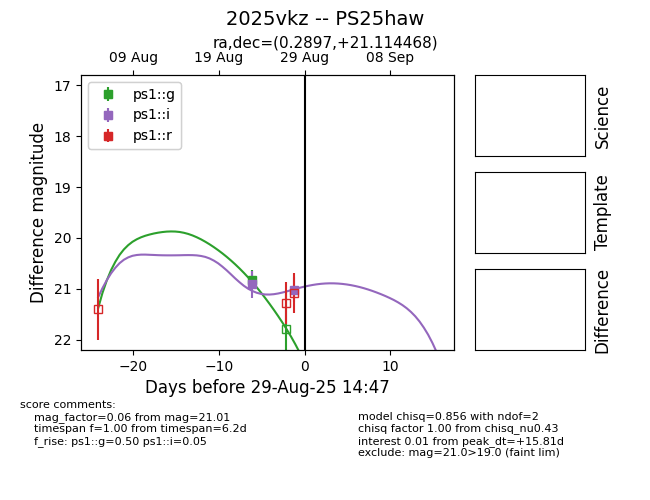 2025vkz -- PS25haw
ra,dec=(0.2897,+21.114468)
09 Aug 19 Aug 29 Aug 08 Sep
ps1::g
ps1::i
ps1::r
17
18
19
20
21
22
Difference magnitude
−20 −10 0 10
Days before 29-Aug-25 14:47
Science
Template
Difference
score comments:
mag_factor=0.06 from mag=21.01
timespan f=1.00 from timespan=6.2d
f_rise: ps1::g=0.50 ps1::i=0.05
model chisq=0.856 with ndof=2
chisq factor 1.00 from chisq_nu0.43
interest 0.01 from peak_dt=+15.81d
exclude: mag=21.0>19.0 (faint lim)